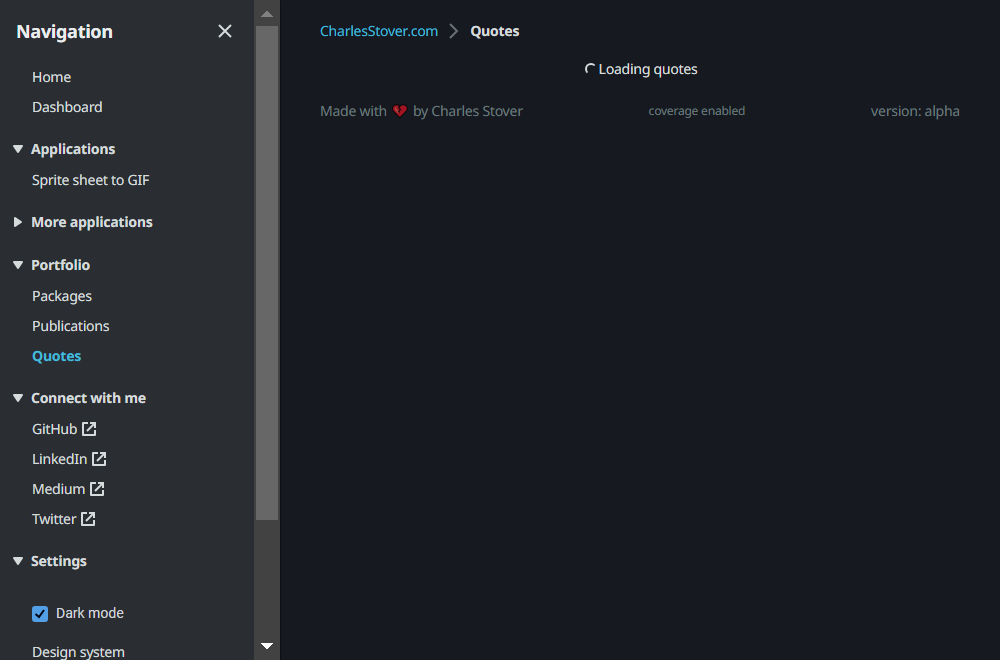 Navigation
Home
Dashboard
Applications
Sprite sheet to GIF
More applications
Portfolio
Packages
Publications
Quotes
Connect with me
GitHub
LinkedIn
Medium
Twitter
Settings
Dark mode
Design system
CharlesStover.com > Quotes
Loading quotes
Made with 💔 by Charles Stover
coverage enabled
version: alpha